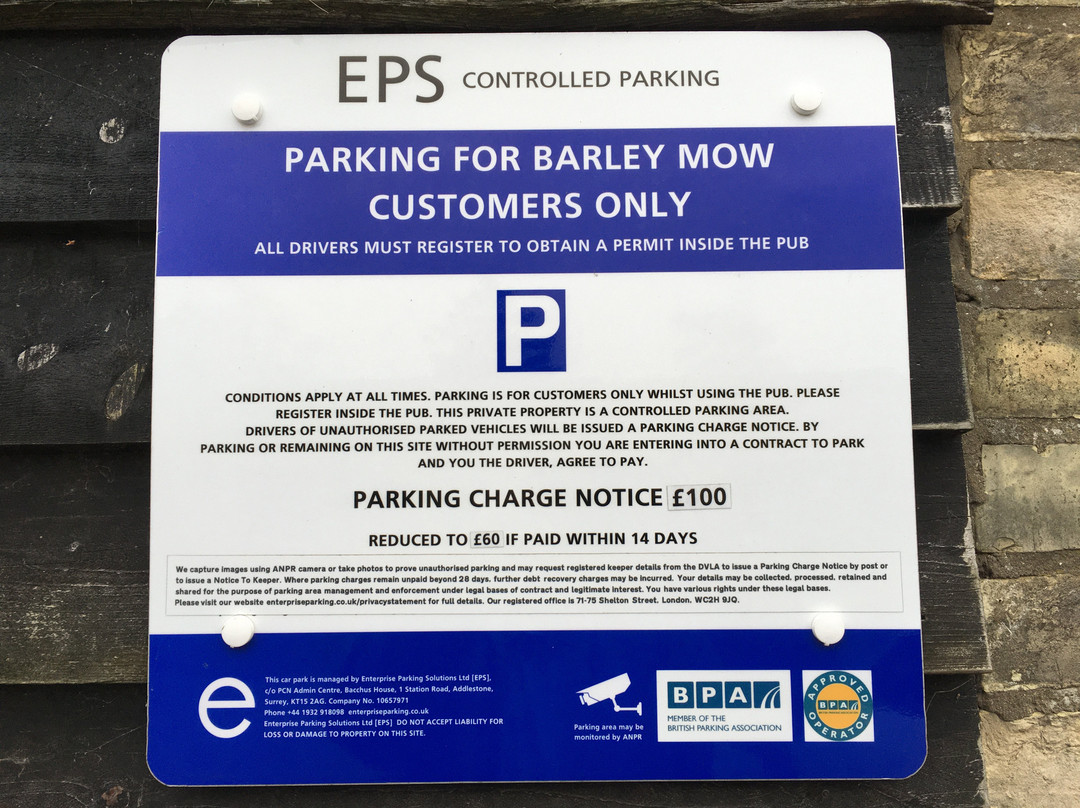 EPS CONTROLLED PARKING
PARKING FOR BARLEY MOW
CUSTOMERS ONLY
ALL DRIVERS MUST REGISTER TO OBTAIN A PERMIT INSIDE THE PUB
P
CONDITIONS APPLY AT ALL TIMES. PARKING IS FOR CUSTOMERS ONLY WHILST USING THE PUB. PLEASE
REGISTER INSIDE THE PUB. THIS PRIVATE PROPERTY IS A CONTROLLED PARKING AREA.
DRIVERS OF UNAUTHORISED PARKED VEHICLES WILL BE ISSUED A PARKING CHARGE NOTICE. BY
PARKING OR REMAINING ON THIS SITE WITHOUT PERMISSION YOU ARE ENTERING INTO A CONTRACT TO PARK
AND YOU THE DRIVER, AGREE TO PAY.
PARKING CHARGE NOTICE £100
REDUCED TO £60 IF PAID WITHIN 14 DAYS
We capture images using ANPR camera or take photos to prove unauthorised parking and may request registered keeper details from the DVLA to issue a Parking Charge Notice by post or
to issue a Notice To Keeper. Where parking charges remain unpaid beyond 28 days. further debt recovery charges may be incurred. Your details may be collected. processed. retained and
shared for the purpose of parking area management and enforcement under legal bases of contract and legitimate interest. You have various rights under these legal bases.
Please visit our website enterpriseparking.co.uk/privacystatement for full details. Our registered office is 71-75 Shelton Street. London. WC2H 9JQ.
e
This car park is managed by Enterprise Parking Solutions Ltd [EPS],
c/o PCN Admin Centre, Bacchus House, 1 Station Road, Addlestone,
Surrey, KT15 2AG. Company No. 10657971
Phone +44 1932 918098 enterpriseparking.co.uk
Enterprise Parking Solutions Ltd [EPS] DO NOT ACCEPT LIABILITY FOR
LOSS OR DAMAGE TO PROPERTY ON THIS SITE.
Parking area may be
monitored by ANPR
BPA
MEMBER OF THE
BRITISH PARKING ASSOCIATION
APPROVED
BPA
OPERATOR